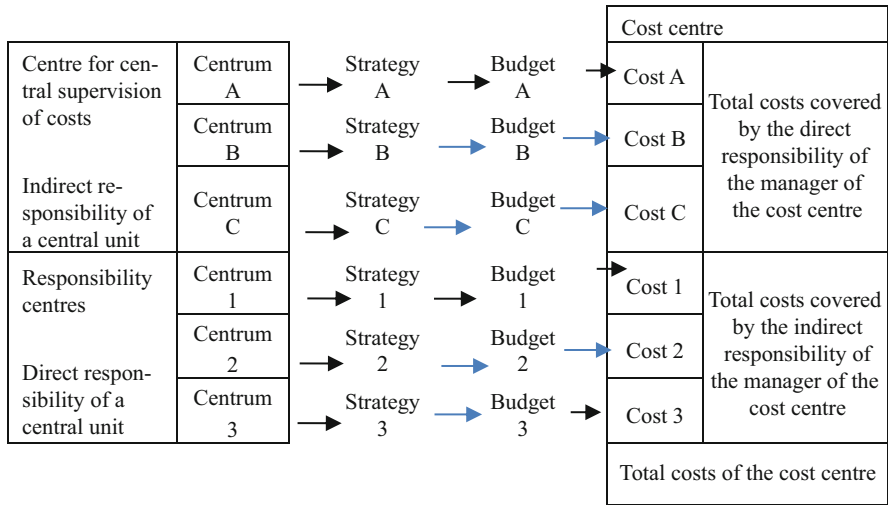 Cost centre
Centre for cen-
tral supervision
of costs
Indirect re-
sponsibility of
a central unit
Centrum
A
Strategy
A
Budget
A
Cost A
Centrum
B
Strategy
B
Budget
B
Cost B
Centrum
C
Strategy
C
Budget
C
Cost C
Total costs covered
by the direct
responsibility of
the manager of
the cost centre
Responsibility
centres
Direct respon-
sibility of a
central unit
Centrum
1
Strategy
1
Budget
1
Cost 1
Centrum
2
Strategy
2
Budget
2
Cost 2
Centrum
3
Strategy
3
Budget
3
Cost 3
Total costs covered
by the indirect
responsibility of
the manager of the
cost centre
Total costs of the cost centre